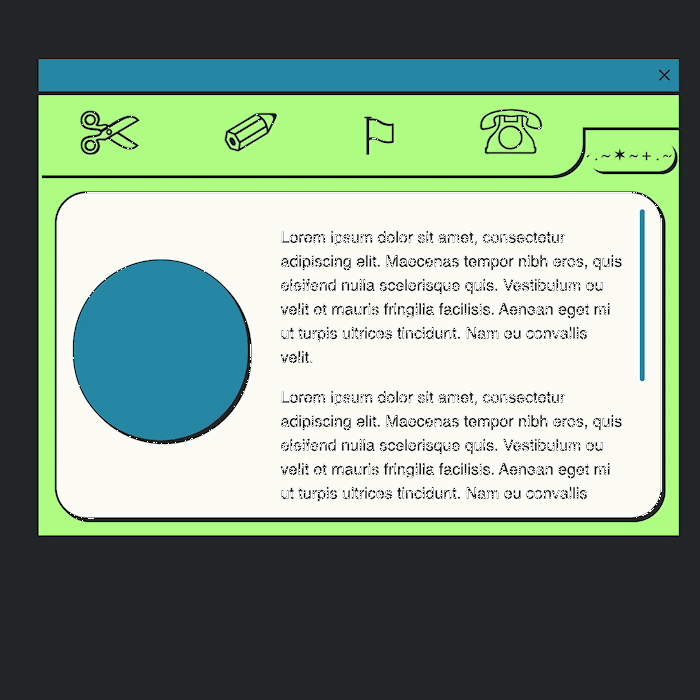 . ~ ✶ ~ + . ~
Lorem ipsum dolor sit amet, consectetur
adipiscing elit. Maecenas tempor nibh eros, quis
eleifend nulla scelerisque quis. Vestibulum eu
velit et mauris fringilla facilisis. Aenean eget mi
ut turpis ultrices tincidunt. Nam eu convallis
velit.
Lorem ipsum dolor sit amet, consectetur
adipiscing elit. Maecenas tempor nibh eros, quis
eleifend nulla scelerisque quis. Vestibulum eu
velit et mauris fringilla facilisis. Aenean eget mi
ut turpis ultrices tincidunt. Nam eu convallis